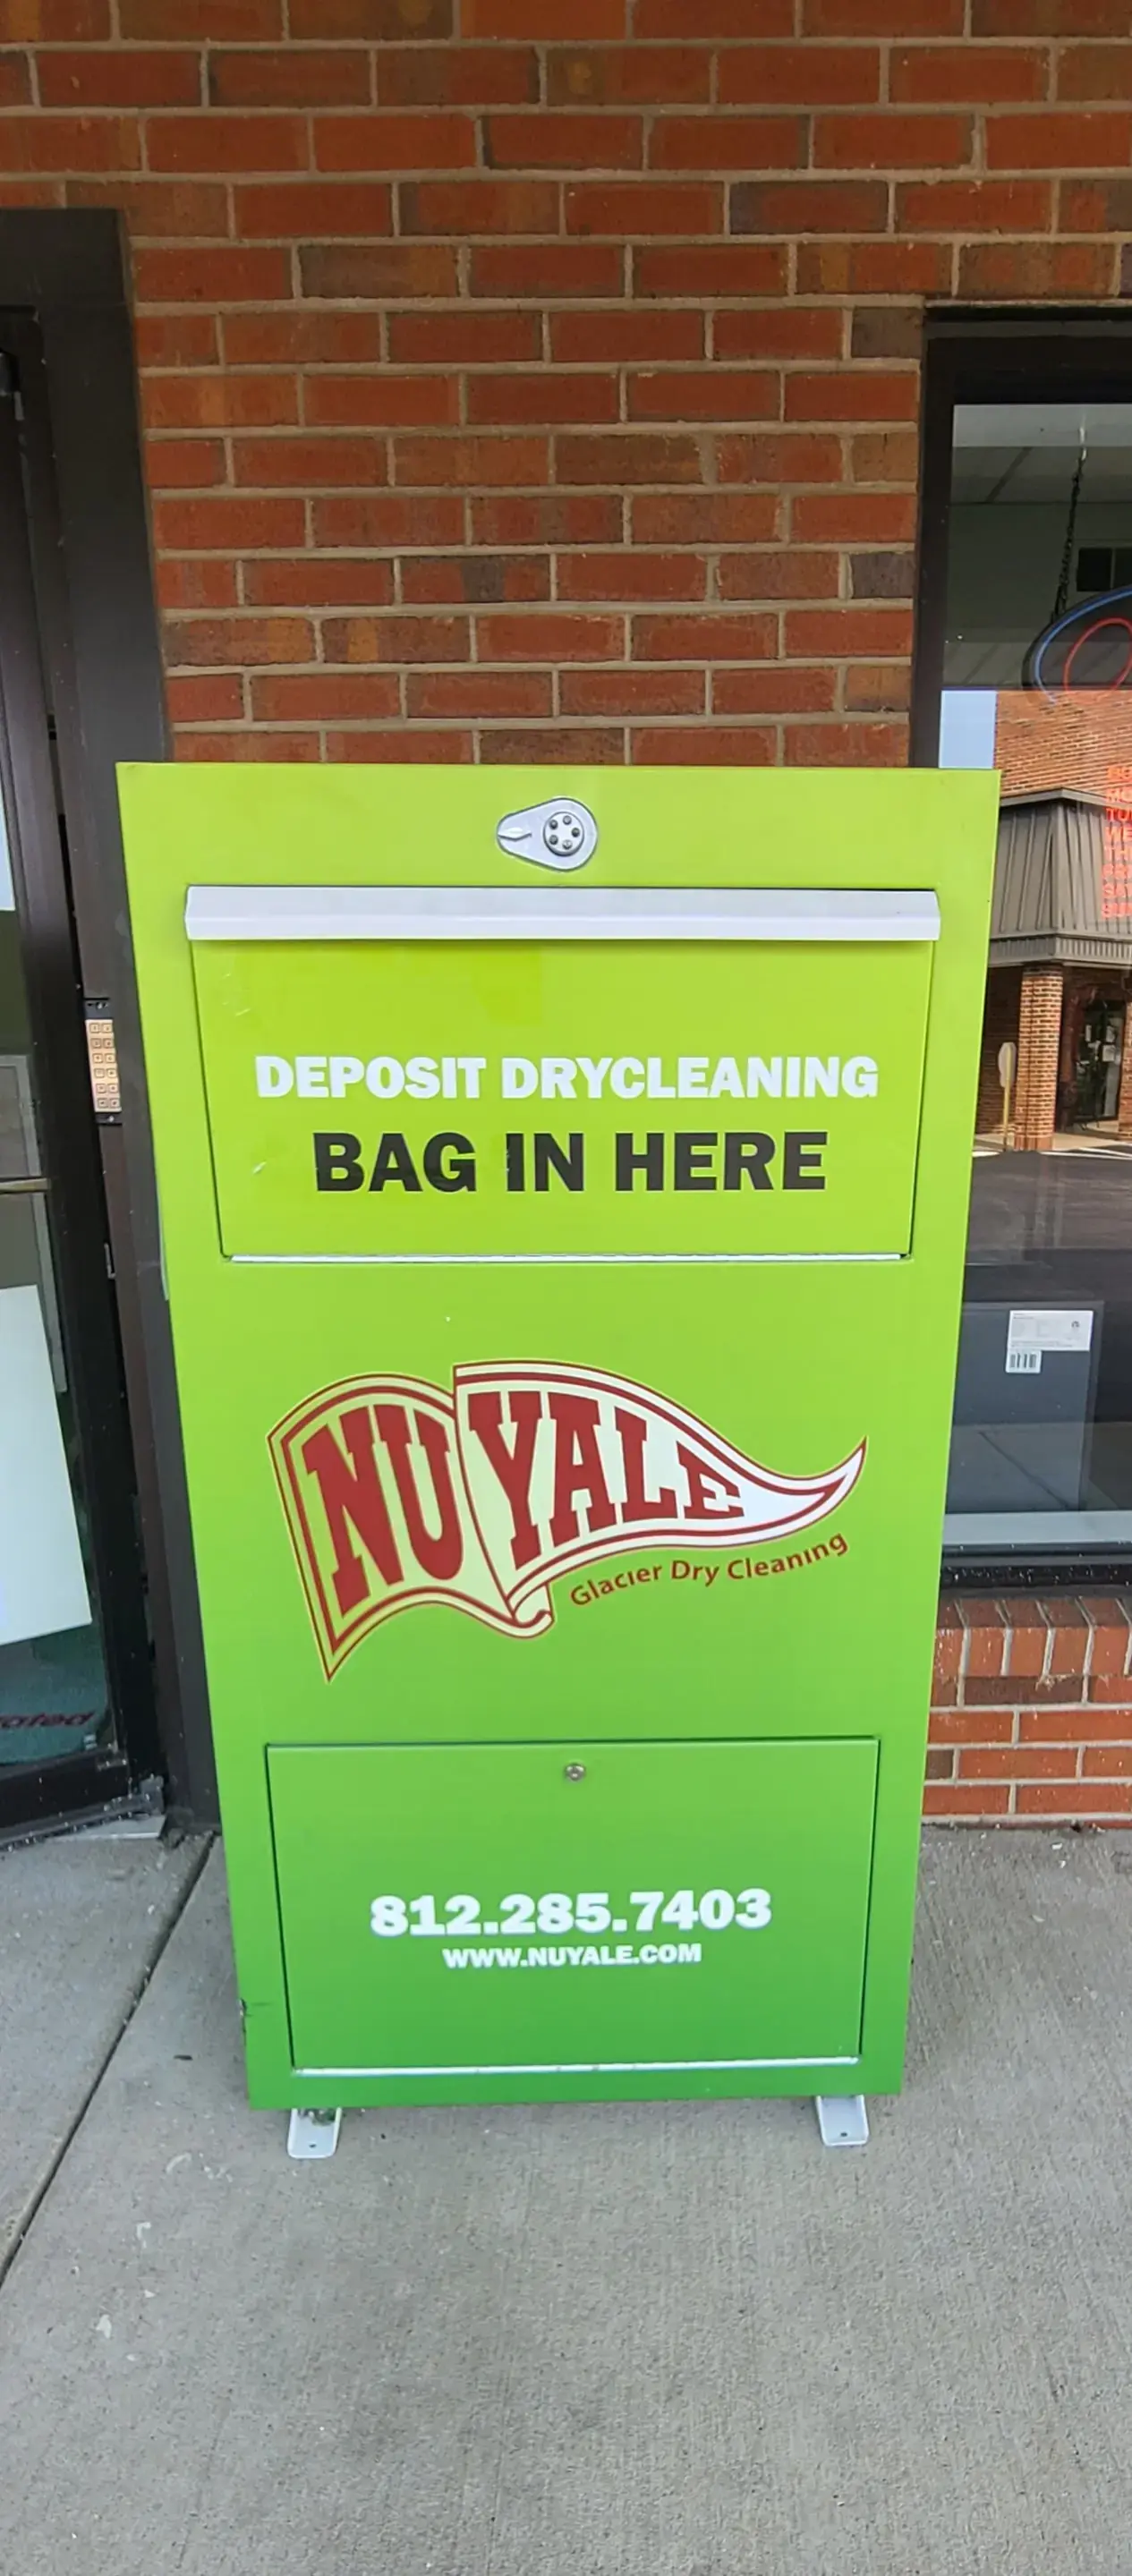 DEPOSIT DRYCLEANING
BAG IN HERE
NUYALE
Glacier Dry Cleaning
812.285.7403
WWW.NUYALE.COM